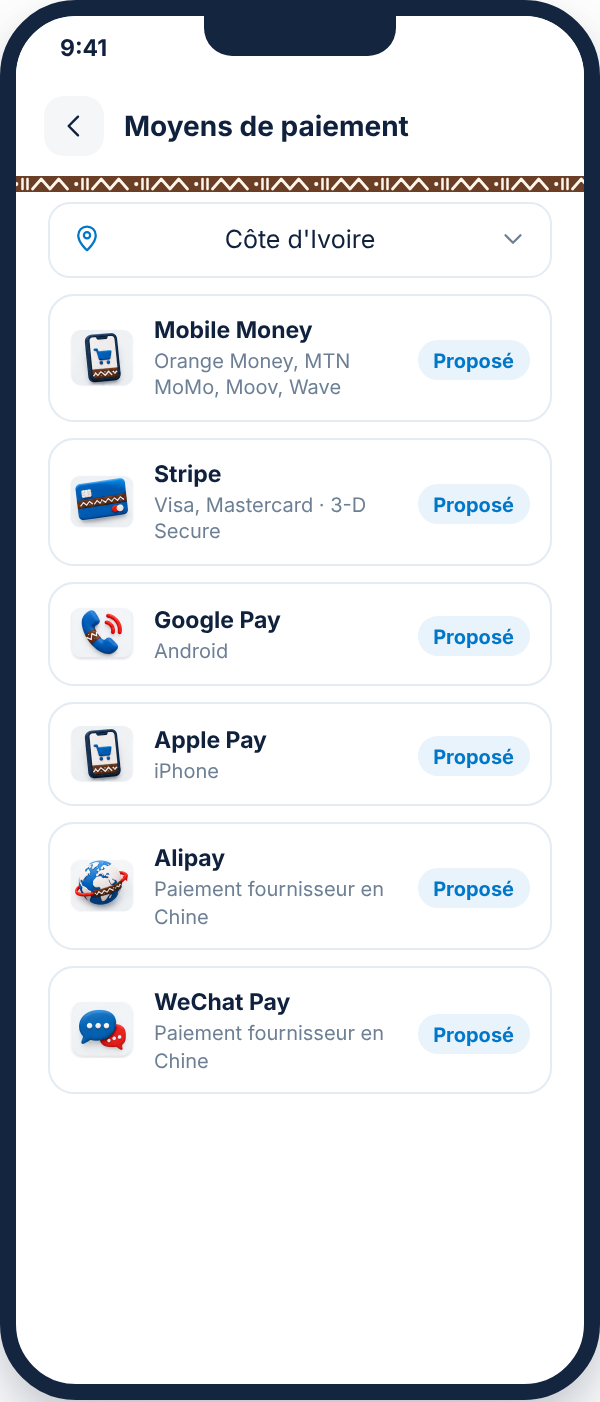 9:41
Moyens de paiement
Côte d'Ivoire
Mobile Money
Orange Money, MTN
MoMo, Moov, Wave
Proposé
Stripe
Visa, Mastercard · 3-D
Secure
Proposé
Google Pay
Android
Proposé
Apple Pay
iPhone
Proposé
Alipay
Paiement fournisseur en
Chine
Proposé
WeChat Pay
Paiement fournisseur en
Chine
Proposé